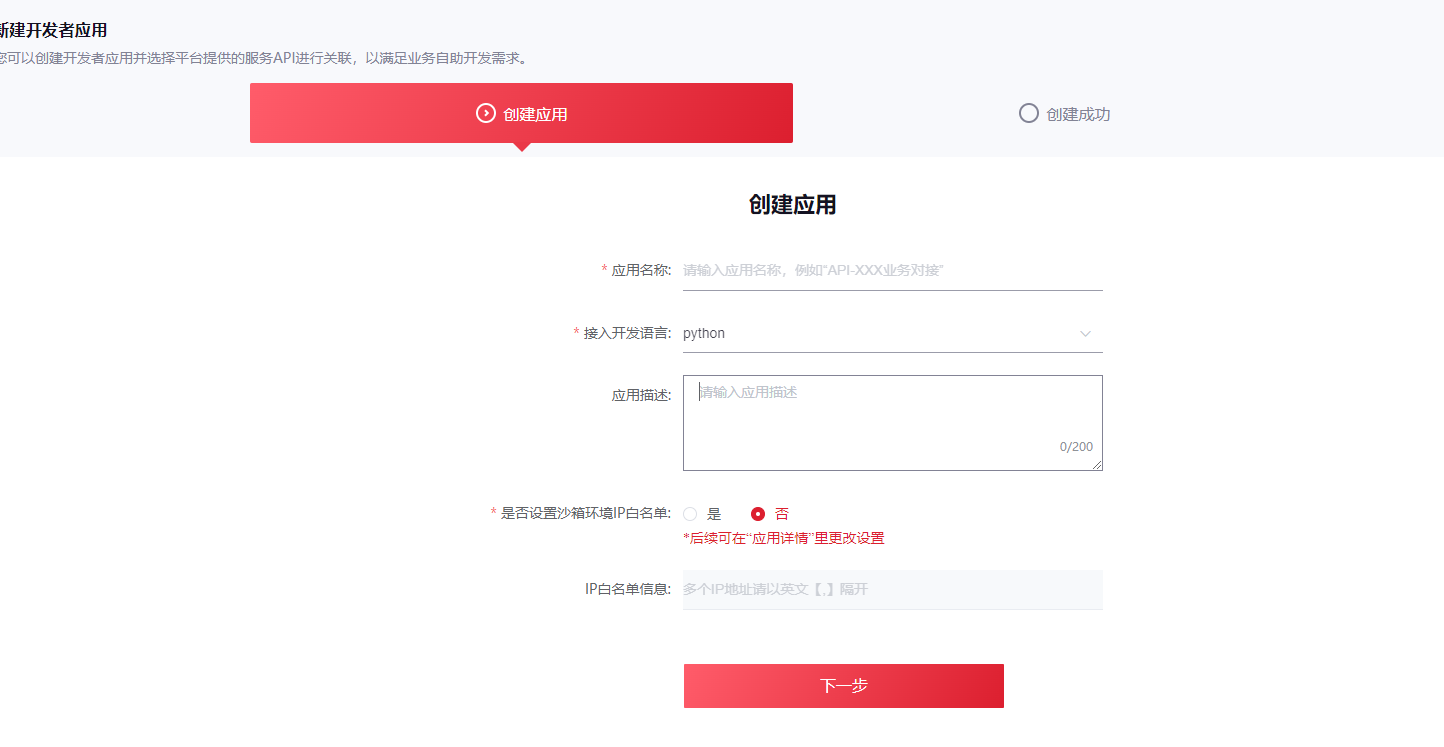 新建开发者应用
您可以创建开发者应用并选择平台提供的服务API进行关联，以满足业务自助开发需求。
创建应用 创建成功
创建应用
* 应用名称: 请输入应用名称，例如“API-XXX业务对接”
* 接入开发语言: python
应用描述: 请输入应用描述
0/200
* 是否设置沙箱环境IP白名单: 是 否
*后续可在“应用详情”里更改设置
IP白名单信息: 多个IP地址请以英文【,】隔开
下一步